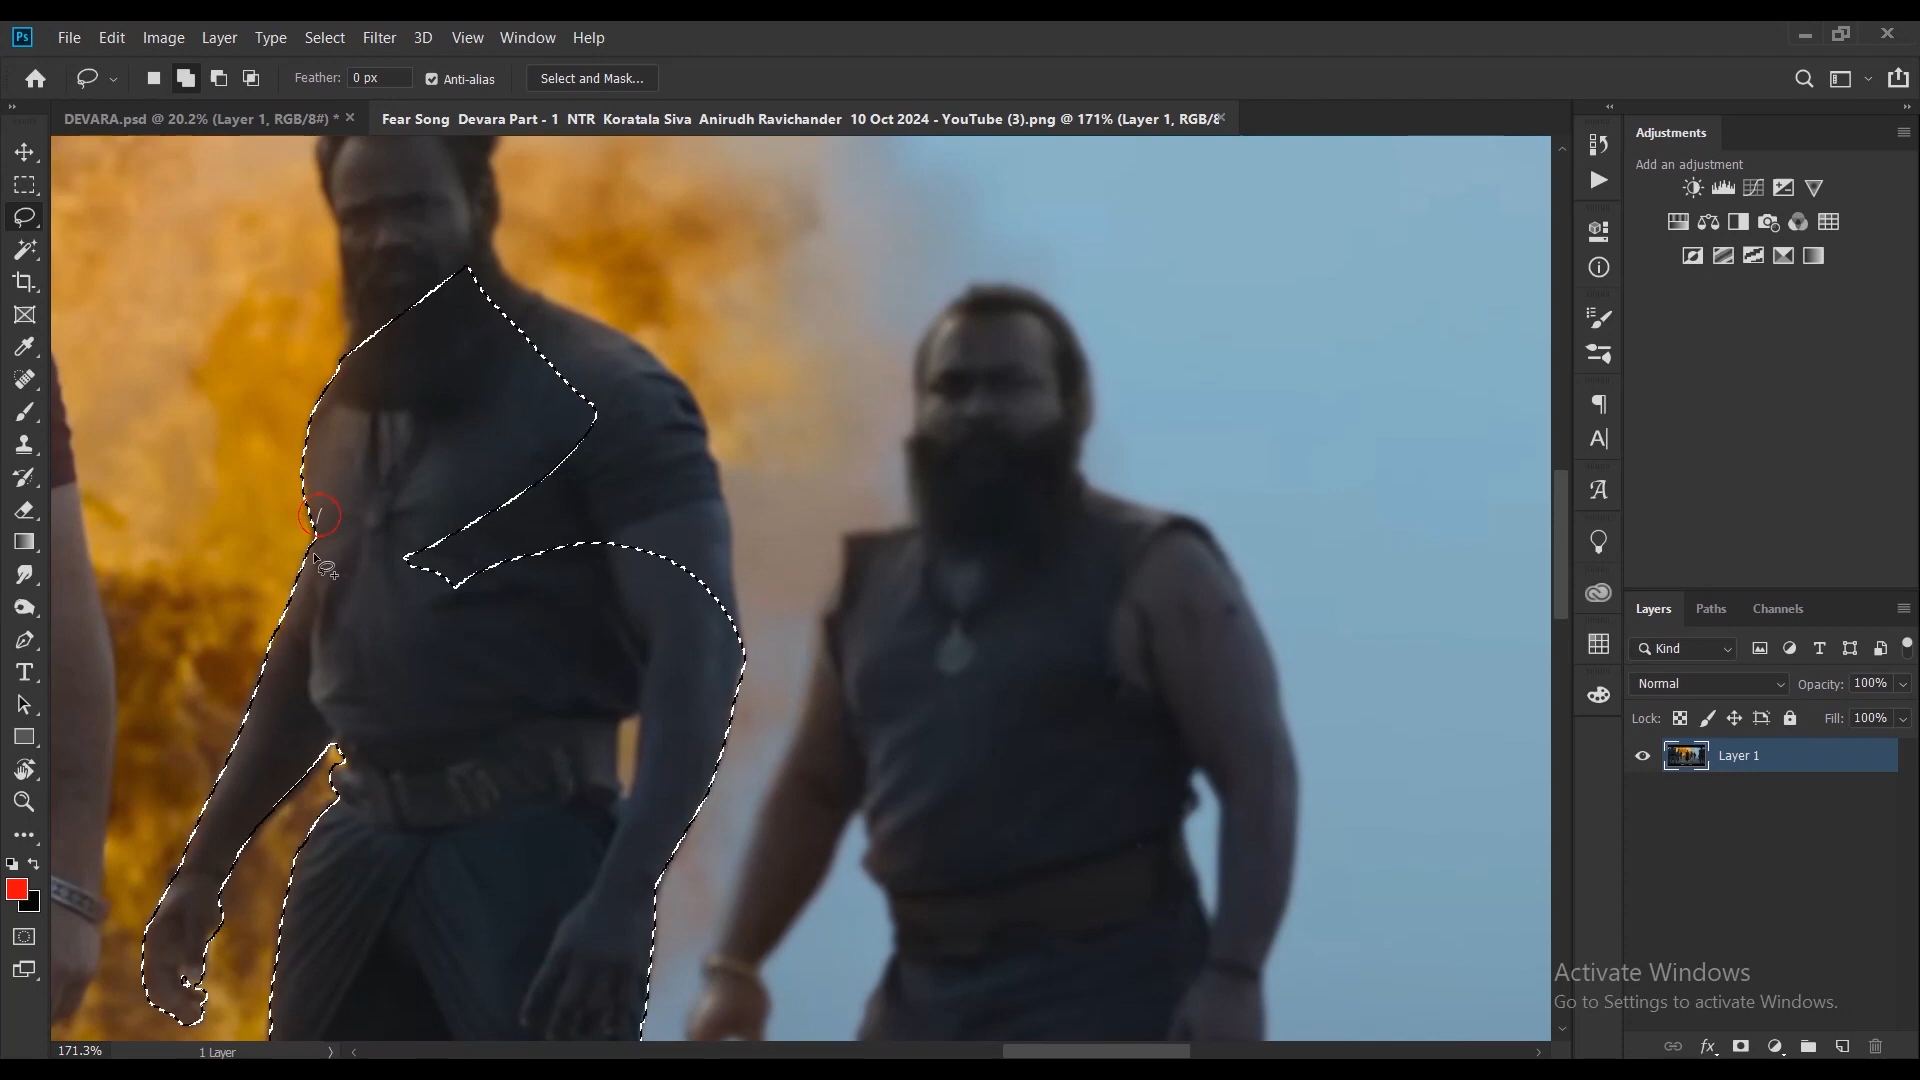 Ps File Edit Image Layer Type Select Filter 3D View Window Help
Feather: 0 px Anti-alias Select and Mask...
DEVARA.psd @ 20.2% (Layer 1, RGB/8#) * Fear Song Devara Part - 1 NTR Koratala Siva Anirudh Ravichander 10 Oct 2024 - YouTube (3).png @ 171% (Layer 1, RGB/8
Adjustments
Add an adjustment
Layers Paths Channels
Kind
Normal Opacity: 100%
Lock: Fill: 100%
Layer 1
Activate Windows
Go to Settings to activate Windows.
171.3% 1 Layer